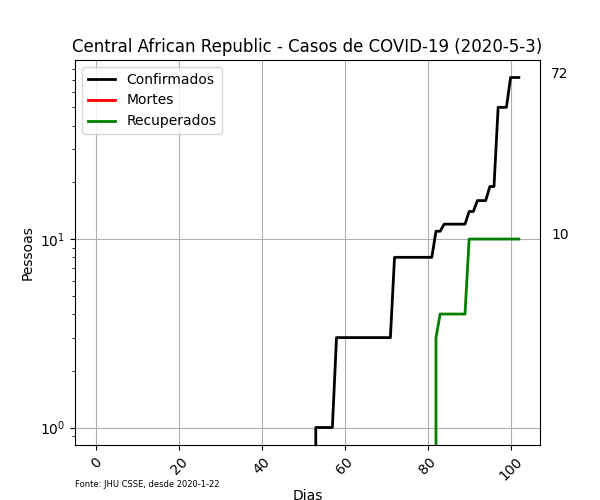 Central African Republic - Casos de COVID-19 (2020-5-3)
Confirmados
Mortes
Recuperados
72
10
Pessoas
10¹
10⁰
0 20 40 60 80 100
Fonte: JHU CSSE, desde 2020-1-22
Dias